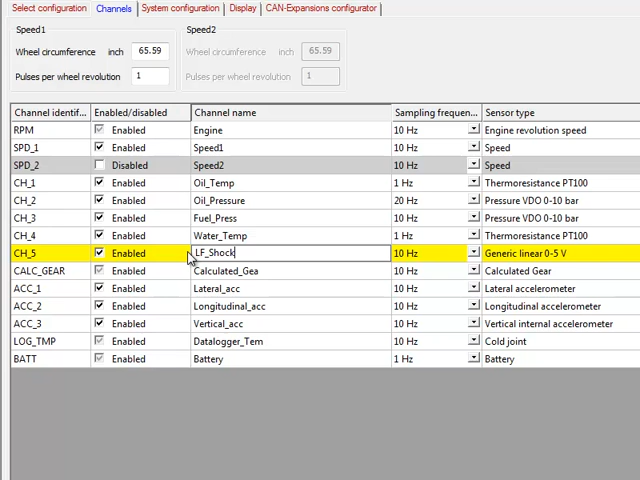 Select configuration Channels System configuration Display CAN-Expansions configurator
Speed1 Speed2
Wheel circumference inch 65.59 Wheel circumference inch 65.59
Pulses per wheel revolution 1 Pulses per wheel revolution 1
Channel identif... Enabled/disabled Channel name Sampling frequen... Sensor type
RPM Enabled Engine 10 Hz Engine revolution speed
SPD_1 Enabled Speed1 10 Hz Speed
SPD_2 Disabled Speed2 10 Hz Speed
CH_1 Enabled Oil_Temp 1 Hz Thermoresistance PT100
CH_2 Enabled Oil_Pressure 20 Hz Pressure VDO 0-10 bar
CH_3 Enabled Fuel_Press 10 Hz Pressure VDO 0-10 bar
CH_4 Enabled Water_Temp 1 Hz Thermoresistance PT100
CH_5 Enabled LF_Shock 10 Hz Generic linear 0-5 V
CALC_GEAR Enabled Calculated_Gea 10 Hz Calculated Gear
ACC_1 Enabled Lateral_acc 10 Hz Lateral accelerometer
ACC_2 Enabled Longitudinal_acc 10 Hz Longitudinal accelerometer
ACC_3 Enabled Vertical_acc 10 Hz Vertical internal accelerometer
LOG_TMP Enabled Datalogger_Tem 10 Hz Cold joint
BATT Enabled Battery 1 Hz Battery